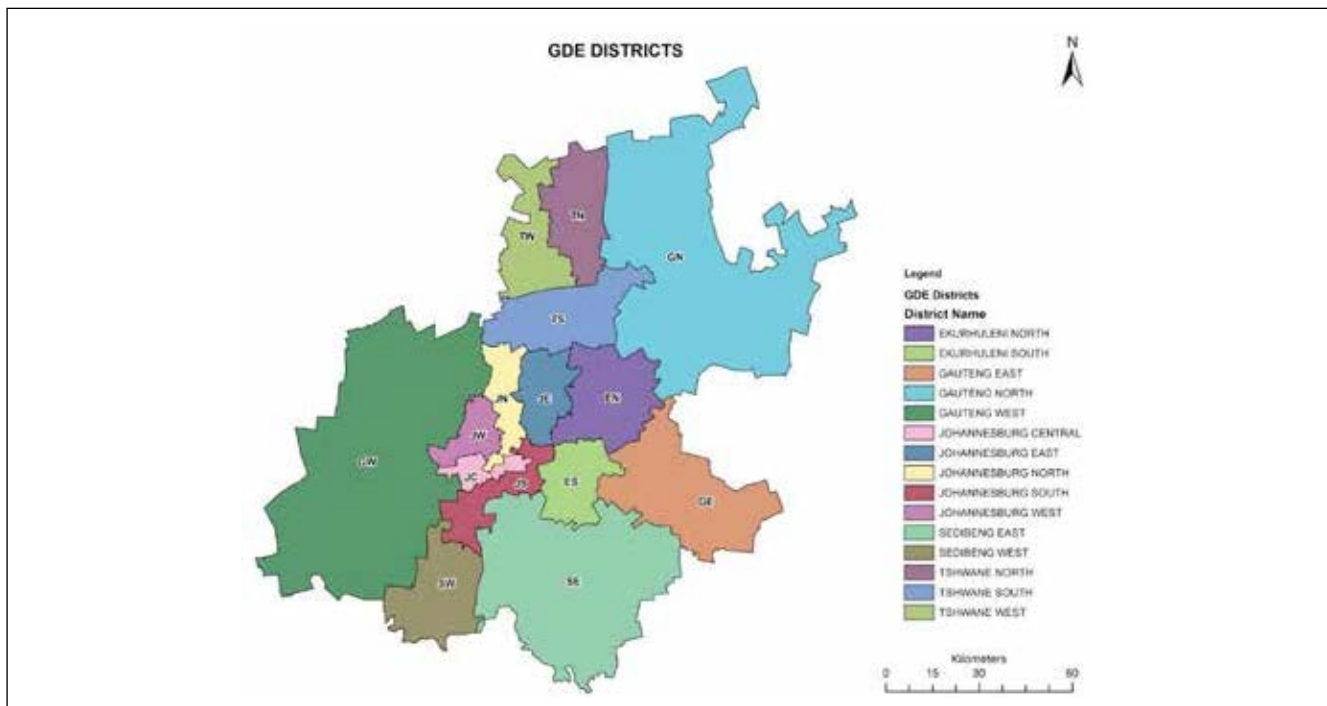 GDE DISTRICTS
N
TN
TW
GN
TS
JN
JE
EN
JW
GW
JC
JS
ES
GE
SW
SE
Legend
GDE Districts
District Name
EKURHULENI NORTH
EKURHULENI SOUTH
GAUTENG EAST
GAUTENG NORTH
GAUTENG WEST
JOHANNESBURG CENTRAL
JOHANNESBURG EAST
JOHANNESBURG NORTH
JOHANNESBURG SOUTH
JOHANNESBURG WEST
SEDIBENG EAST
SEDIBENG WEST
TSHWANE NORTH
TSHWANE SOUTH
TSHWANE WEST
Kilometers
0 15 30 60